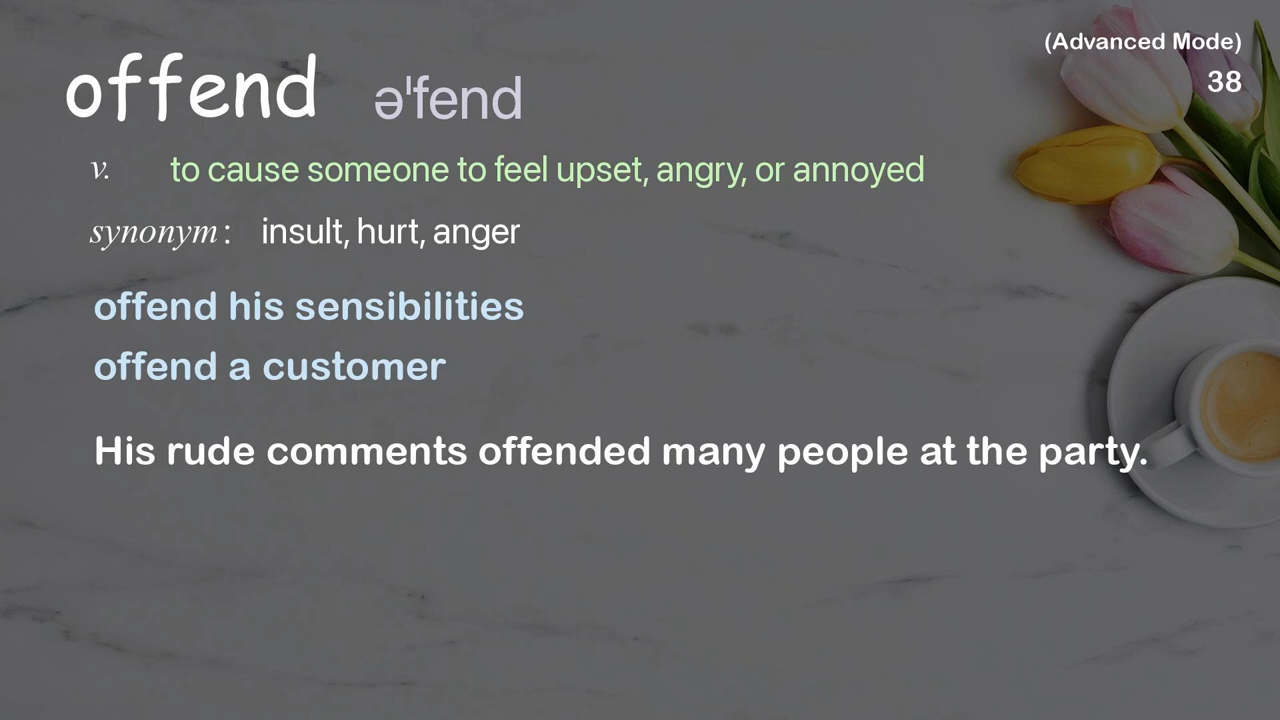 (Advanced Mode)
38
offend əˈfend
v. to cause someone to feel upset, angry, or annoyed
synonym: insult, hurt, anger
offend his sensibilities
offend a customer
His rude comments offended many people at the party.